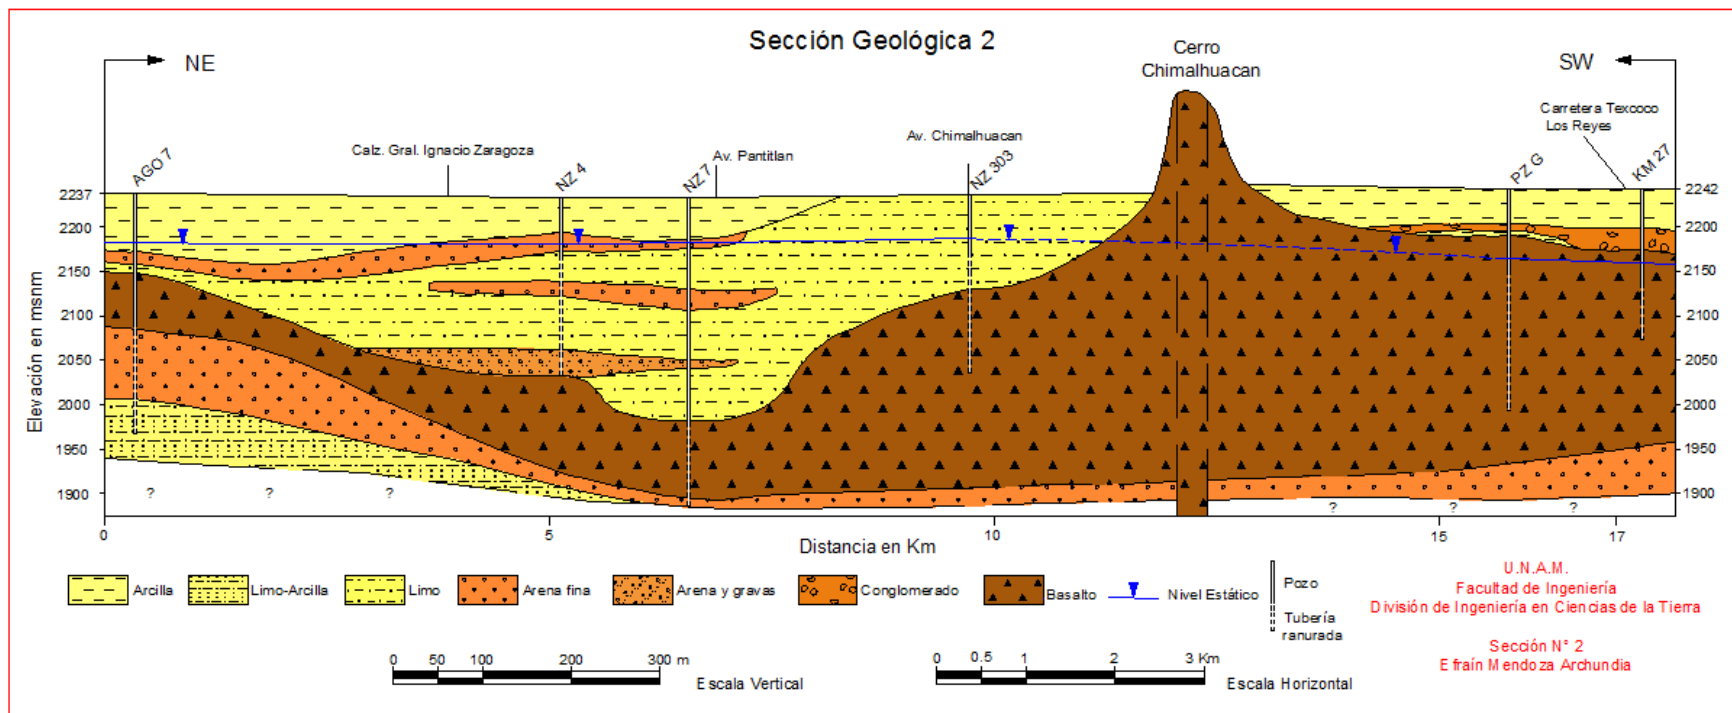 Sección Geológica 2
Cerro
Chimalhuacan
NE
SW
Carretera Texcoco
Los Reyes
Calz. Gral. Ignacio Zaragoza
Av. Pantitlan
Av. Chimalhuacan
AGO 7
NZ 4
NZ 7
NZ 303
PZ G
KM 27
Elevación en msnm
2237
2200
2150
2100
2050
2000
1950
1900
2242
2200
2150
2100
2050
2000
1950
1900
? ? ? ? ? ?
0 5 10 15 17
Distancia en Km
Arcilla
Limo-Arcilla
Limo
Arena fina
Arena y gravas
Conglomerado
Basalto
Nivel Estático
Pozo
Tubería
ranurada
U.N.A.M.
Facultad de Ingeniería
División de Ingeniería en Ciencias de la Tierra
Sección N° 2
Efraín Mendoza Archundia
0 50 100 200 300 m
Escala Vertical
0 0.5 1 2 3 Km
Escala Horizontal